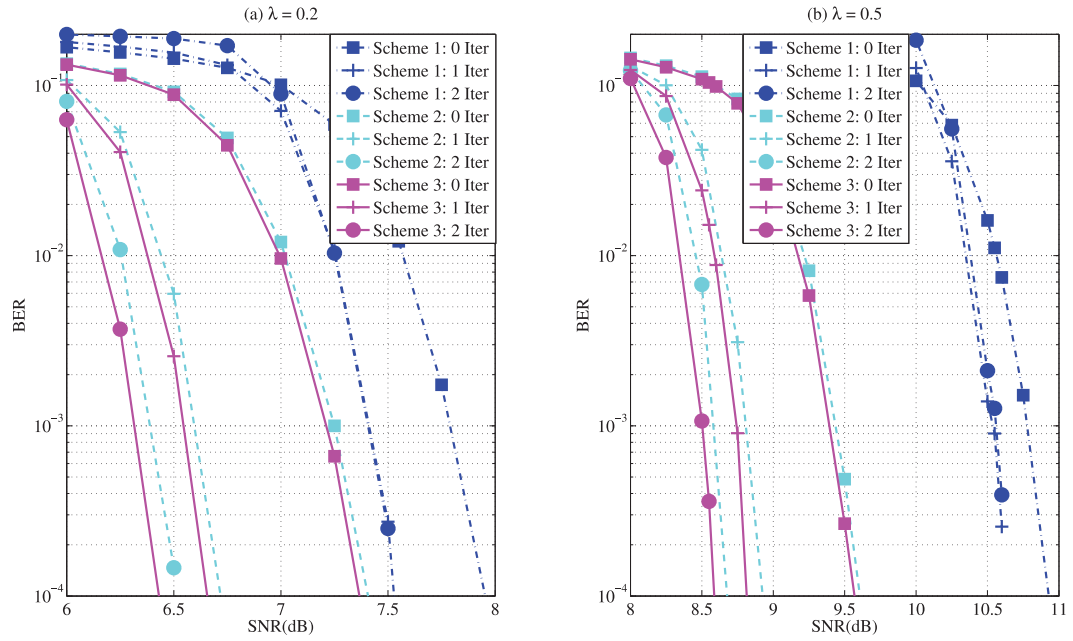 (a) λ = 0.2
Scheme 1: 0 Iter
Scheme 1: 1 Iter
Scheme 1: 2 Iter
Scheme 2: 0 Iter
Scheme 2: 1 Iter
Scheme 2: 2 Iter
Scheme 3: 0 Iter
Scheme 3: 1 Iter
Scheme 3: 2 Iter
10⁻¹
10⁻²
10⁻³
10⁻⁴
BER
6
6.5
7
7.5
8
SNR(dB)
(b) λ = 0.5
Scheme 1: 0 Iter
Scheme 1: 1 Iter
Scheme 1: 2 Iter
Scheme 2: 0 Iter
Scheme 2: 1 Iter
Scheme 2: 2 Iter
Scheme 3: 0 Iter
Scheme 3: 1 Iter
Scheme 3: 2 Iter
10⁻¹
10⁻²
10⁻³
10⁻⁴
BER
8
8.5
9
9.5
10
10.5
11
SNR(dB)